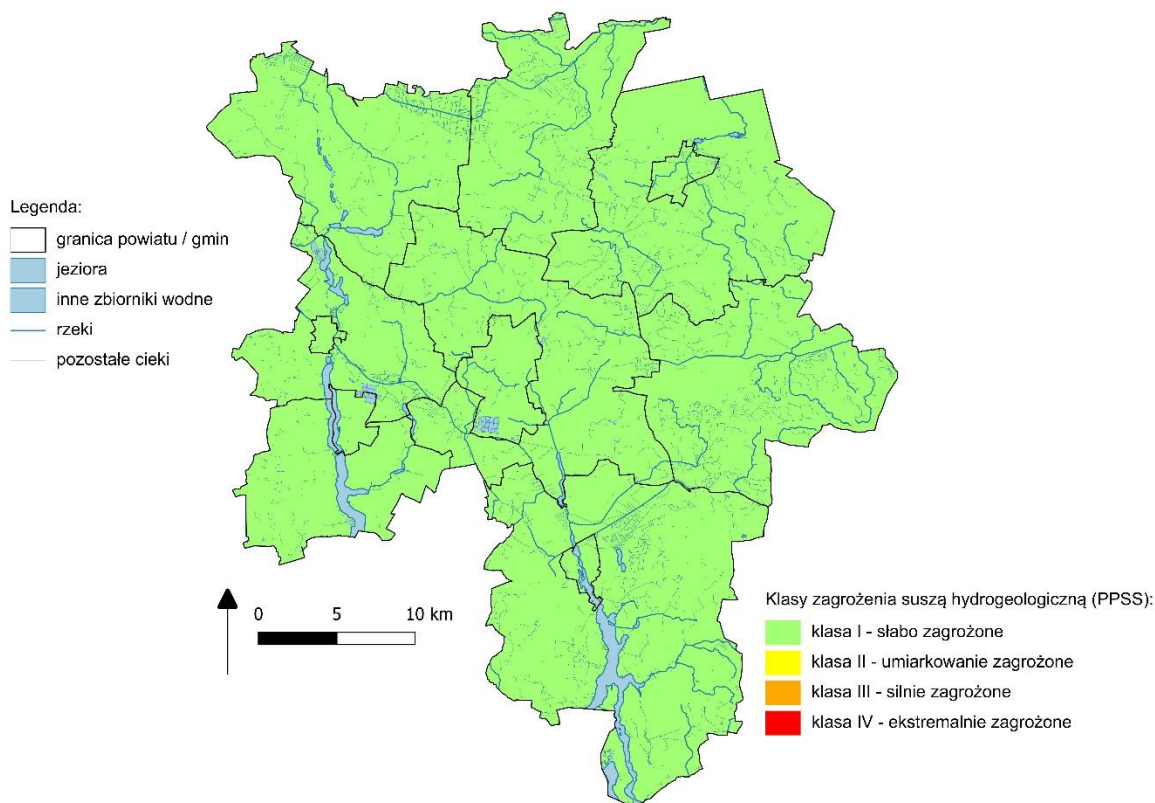 Legenda:
granica powiatu / gmin
jeziora
inne zbiorniki wodne
rzeki
pozostałe cieki
0 5 10 km
Klasy zagrożenia suszą hydrogeologiczną (PPSS):
klasa I - słabo zagrożone
klasa II - umiarkowanie zagrożone
klasa III - silnie zagrożone
klasa IV - ekstremalnie zagrożone